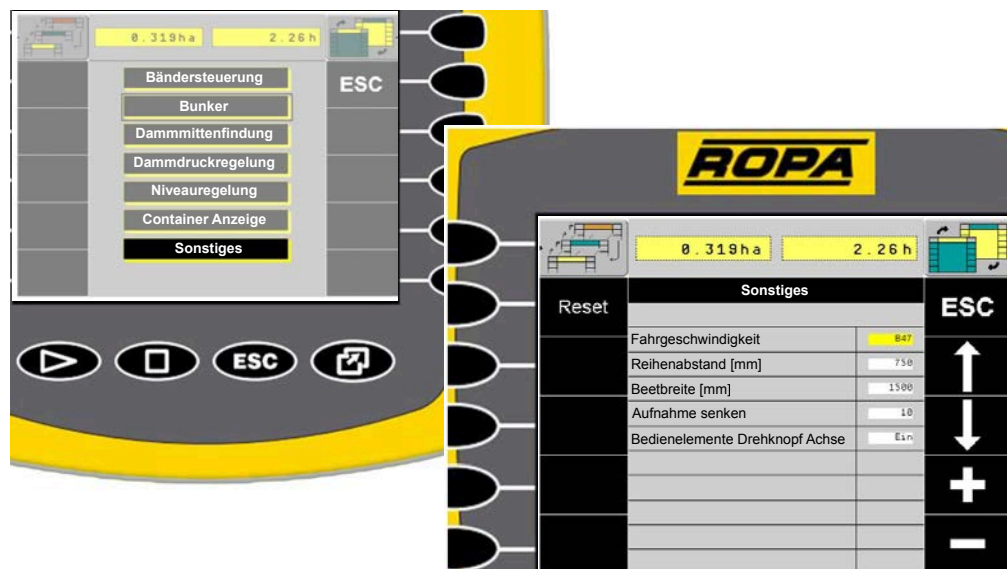 0.319ha 2.26h
Bändersteuerung
ESC
Bunker
Dammmittenfindung
Dammdruckregelung
Niveauregelung
Container Anzeige
Sonstiges
ESC
ROPA
0.319ha 2.26h
Sonstiges
Reset
ESC
Fahrgeschwindigkeit B47
Reihenabstand [mm] 750
Beetbreite [mm] 1500
Aufnahme senken 10
Bedienelemente Drehknopf Achse Ein